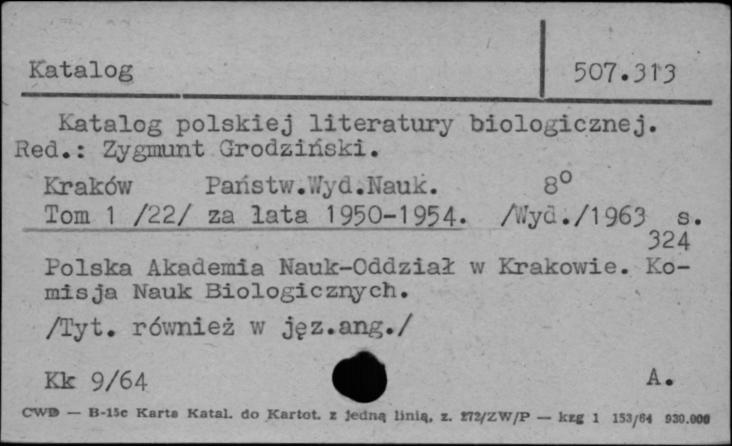 Katalog 507.313
Katalog polskiej literatury biologicznej.
Red.: Zygmunt Grodziński.
Kraków Państw.Wyd.Nauk. 8°
Tom 1 /22/ za lata 1950-1954. /Wyd./1963 s.
324
Polska Akademia Nauk-Oddział w Krakowie. Ko-
misja Nauk Biologicznych.
/Tyt. również w jęz.ang./
Kk 9/64 A.
CWD — B-15c Karta Katal. do Kartot. z jedną linią, z. 272/ZW/P — kzg 1 153/64 930.000